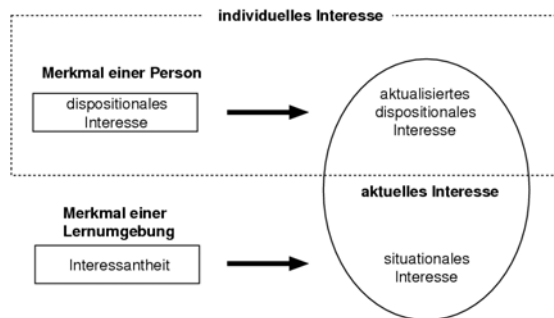 individuelles Interesse
Merkmal einer Person
dispositionales
Interesse
aktualisiertes
dispositionales
Interesse
aktuelles Interesse
Merkmal einer
Lernumgebung
Interessantheit
situationales
Interesse